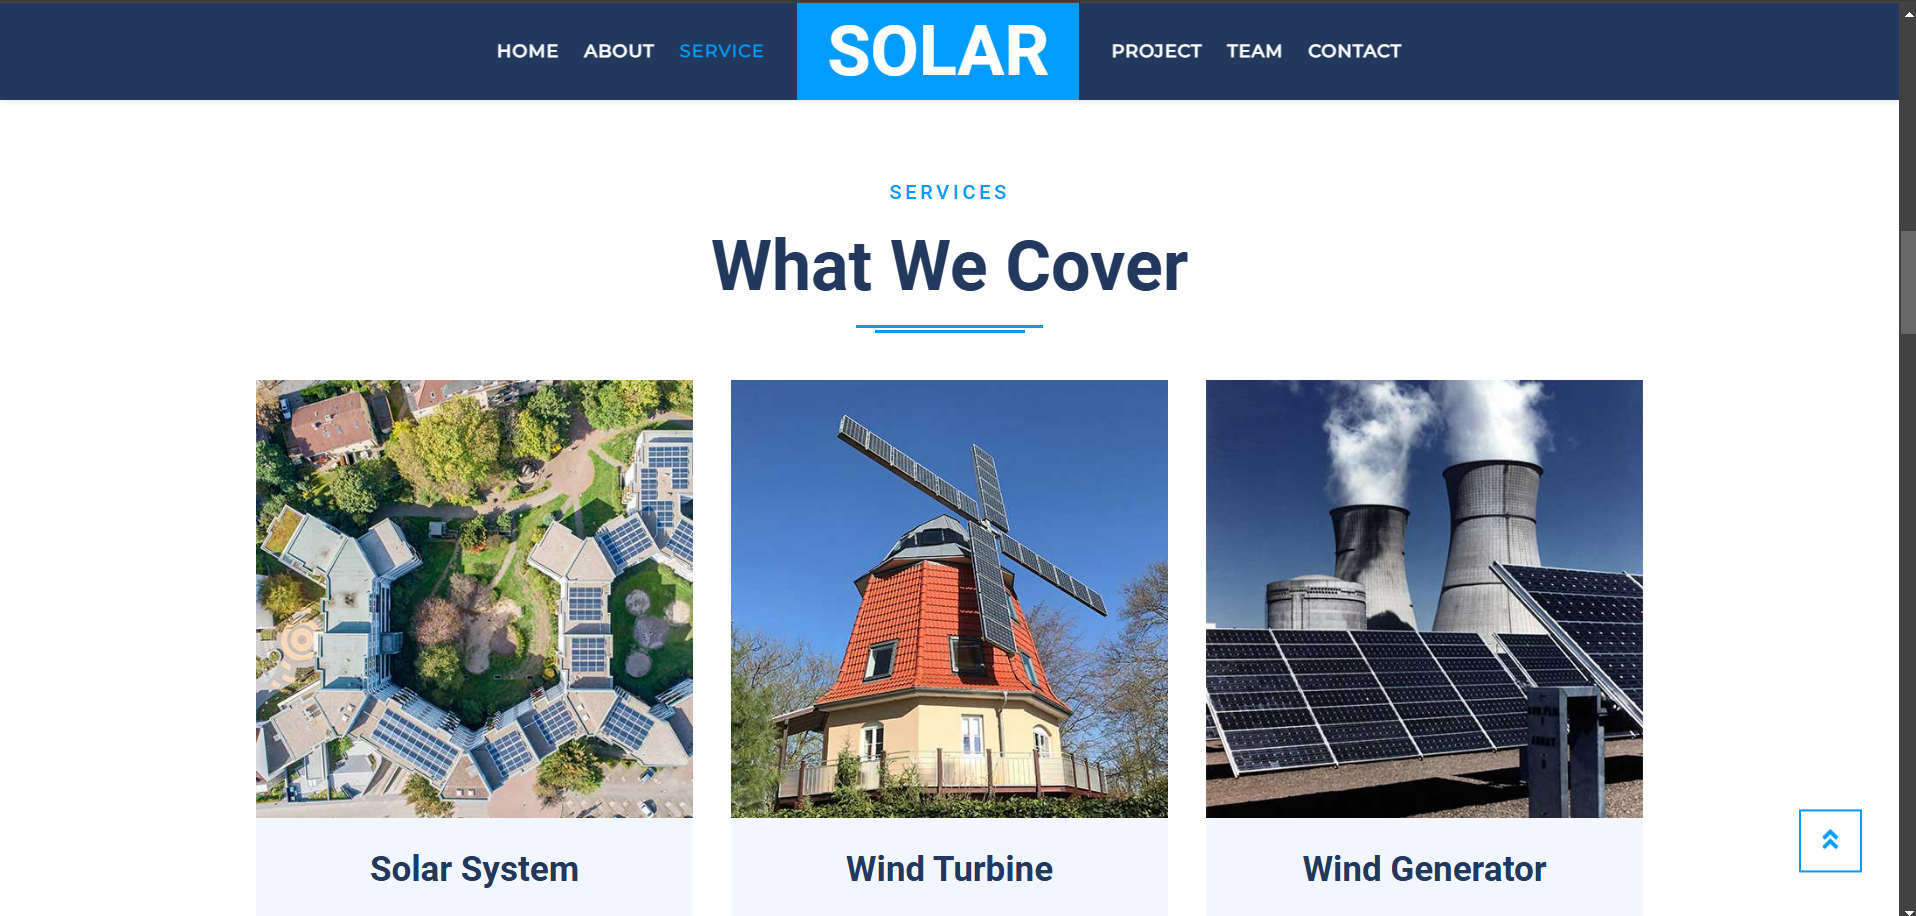 HOME ABOUT SERVICE SOLAR PROJECT TEAM CONTACT
SERVICES
What We Cover
Solar System
Wind Turbine
Wind Generator